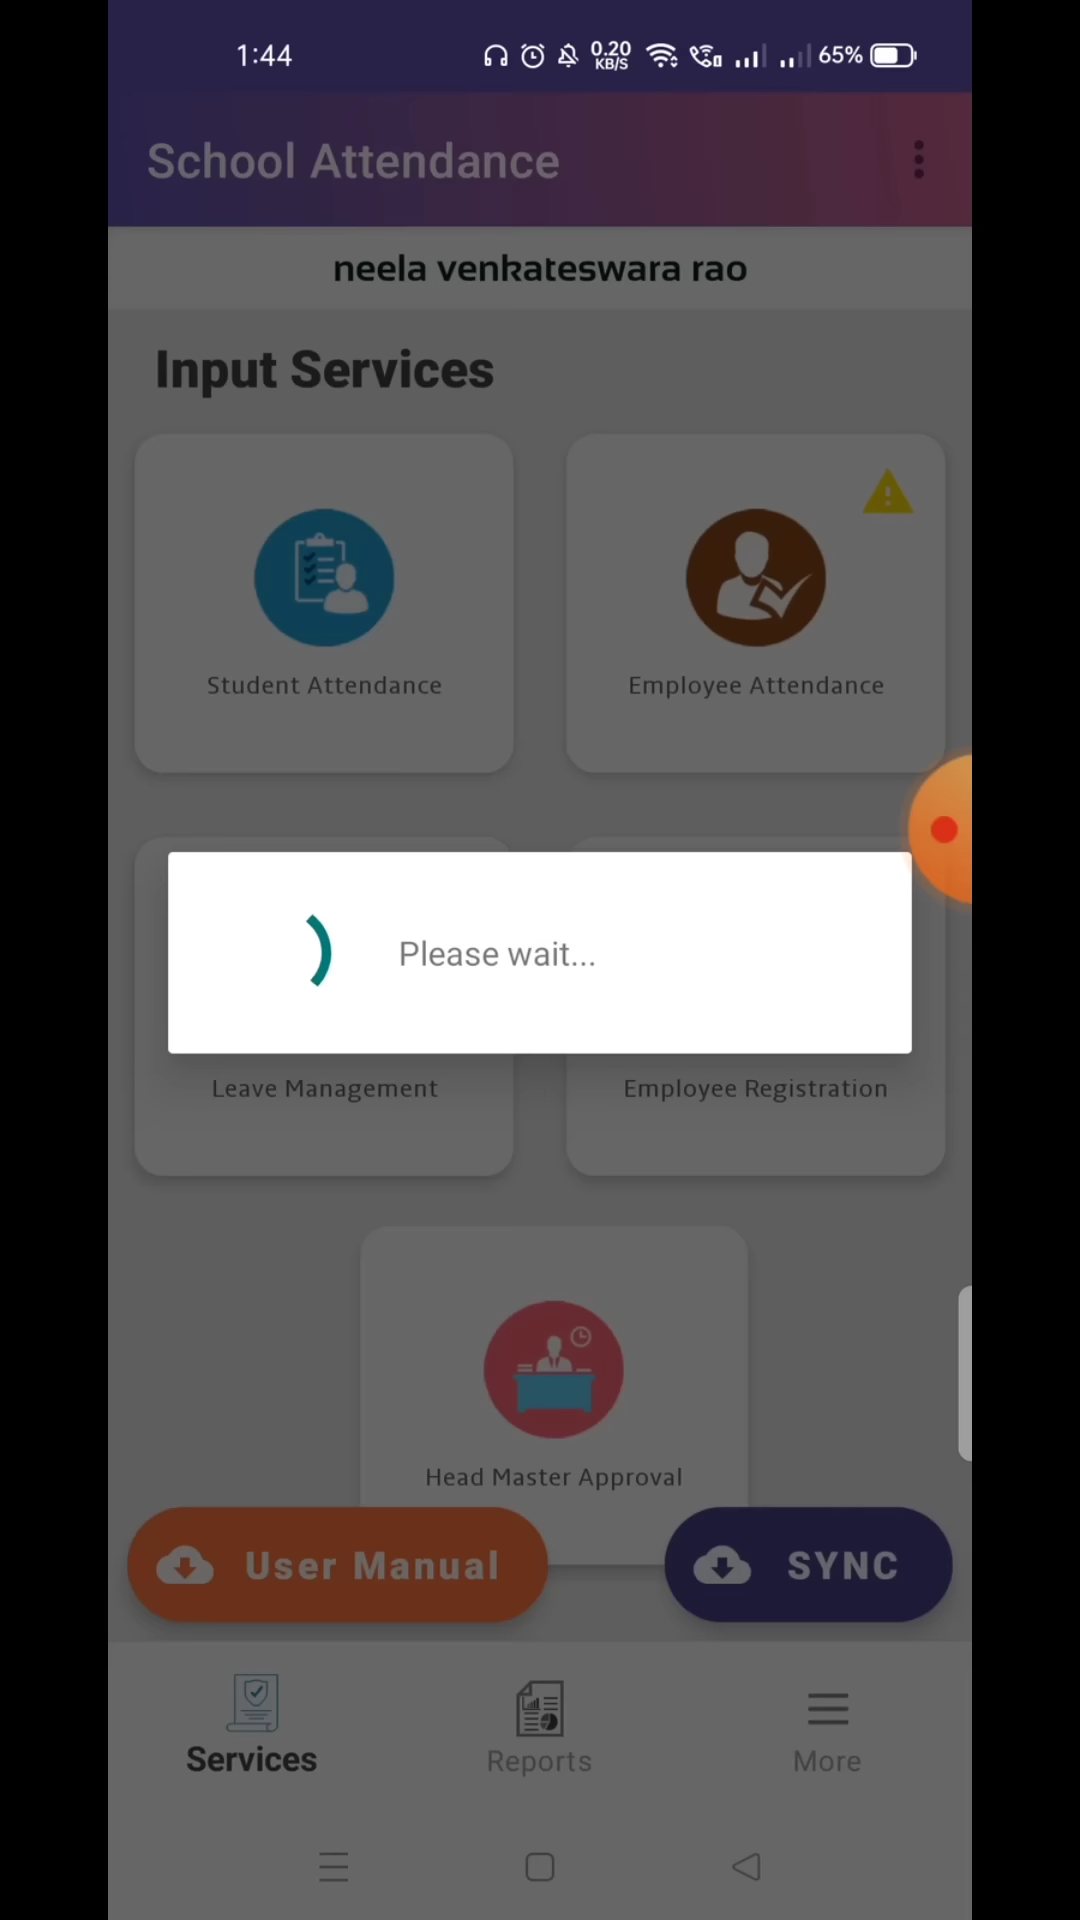 1:44
0.20
KB/S
65%
School Attendance
neela venkateswara rao
Input Services
Student Attendance
Employee Attendance
Please wait...
Leave Management
Employee Registration
Head Master Approval
User Manual
SYNC
Services
Reports
More